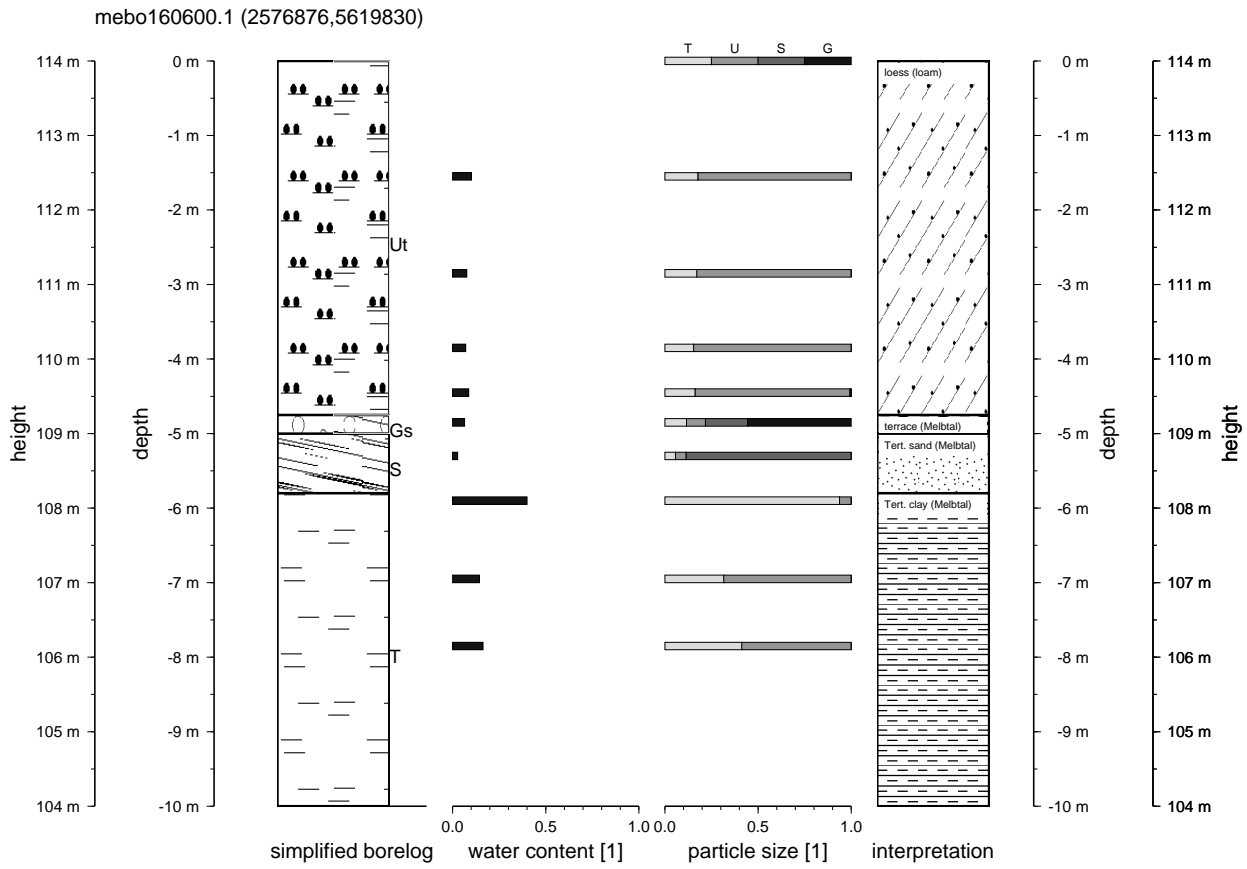 mebo160600.1 (2576876,5619830)
T U S G
114 m 0 m loess (loam) 0 m 114 m
113 m -1 m -1 m 113 m
112 m -2 m -2 m 112 m
Ut
111 m -3 m -3 m 111 m
110 m -4 m -4 m 110 m
height depth depth height
Gs terrace (Melbtal)
109 m -5 m -5 m 109 m
S Tert. sand (Melbtal)
108 m -6 m Tert. clay (Melbtal) -6 m 108 m
107 m -7 m -7 m 107 m
106 m -8 m T -8 m 106 m
105 m -9 m -9 m 105 m
104 m -10 m -10 m 104 m
0.0 0.5 1.0 0.0 0.5 1.0
simplified borelog water content [1] particle size [1] interpretation